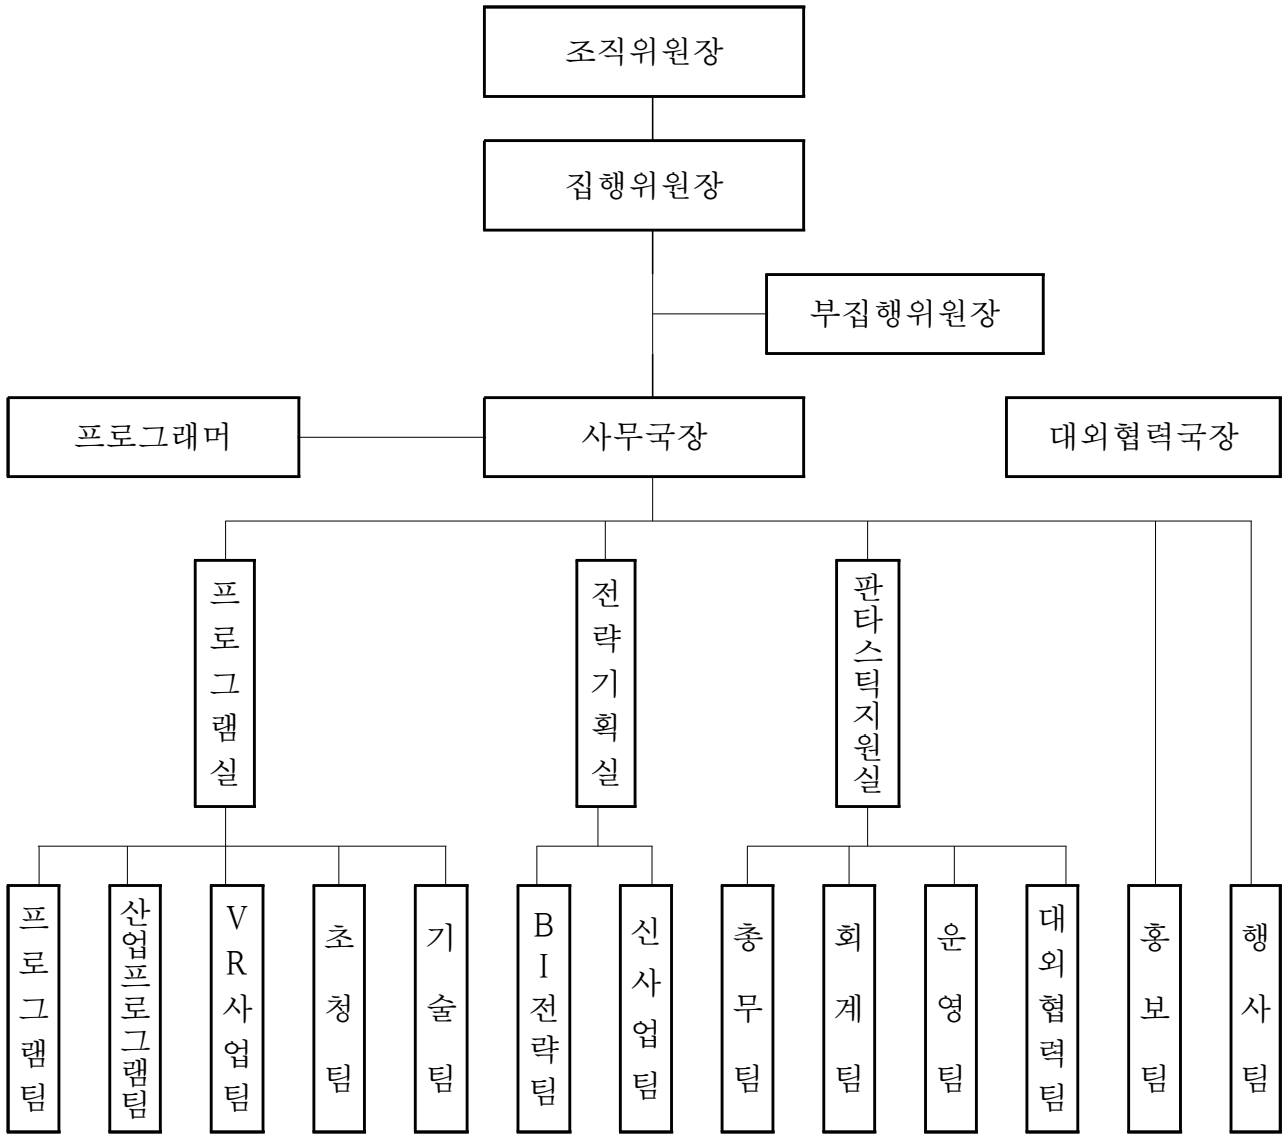 조직위원장
집행위원장
부집행위원장
프로그래머
사무국장
대외협력국장
프로그램실
전략기획실
판타스틱지원실
프로그램팀
산업프로그램팀
VR사업팀
초청팀
기술팀
BI전략팀
신사업팀
총무팀
회계팀
운영팀
대외협력팀
홍보팀
행사팀